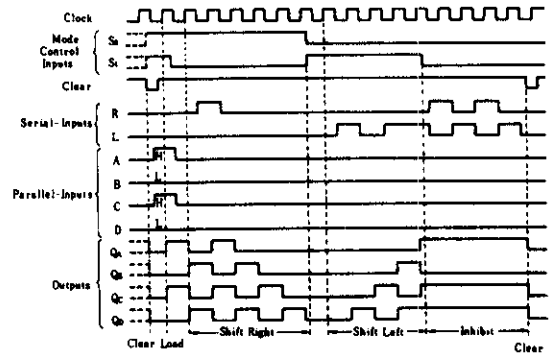 Clock
Mode
Control
Inputs
S₀
S₁
Clear
Serial-Inputs
R
L
Parallel-Inputs
A
H
B
L
C
H
D
L
Outputs
QA
QB
QC
QD
Clear Load
Shift Right
Shift Left
Inhibit
Clear